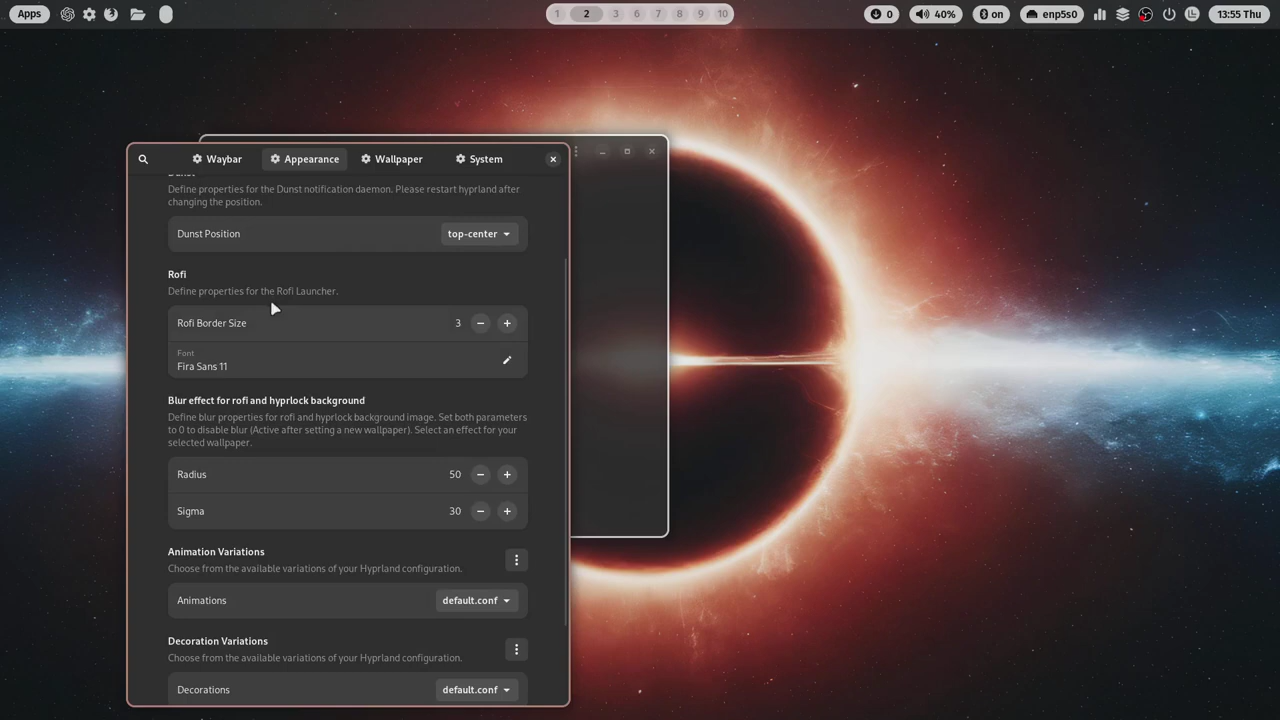 Apps
1 2 3 6 7 8 9 10
0
40%
on
enp5s0
13:55 Thu
Waybar
Appearance
Wallpaper
System
Define properties for the Dunst notification daemon. Please restart hyprland after
changing the position.
Dunst Position
top-center
Rofi
Define properties for the Rofi Launcher.
Rofi Border Size
3
Font
Fira Sans 11
Blur effect for rofi and hyprlock background
Define blur properties for rofi and hyprlock background image. Set both parameters
to 0 to disable blur (Active after setting a new wallpaper). Select an effect for your
selected wallpaper.
Radius
50
Sigma
30
Animation Variations
Choose from the available variations of your Hyprland configuration.
Animations
default.conf
Decoration Variations
Choose from the available variations of your Hyprland configuration.
Decorations
default.conf